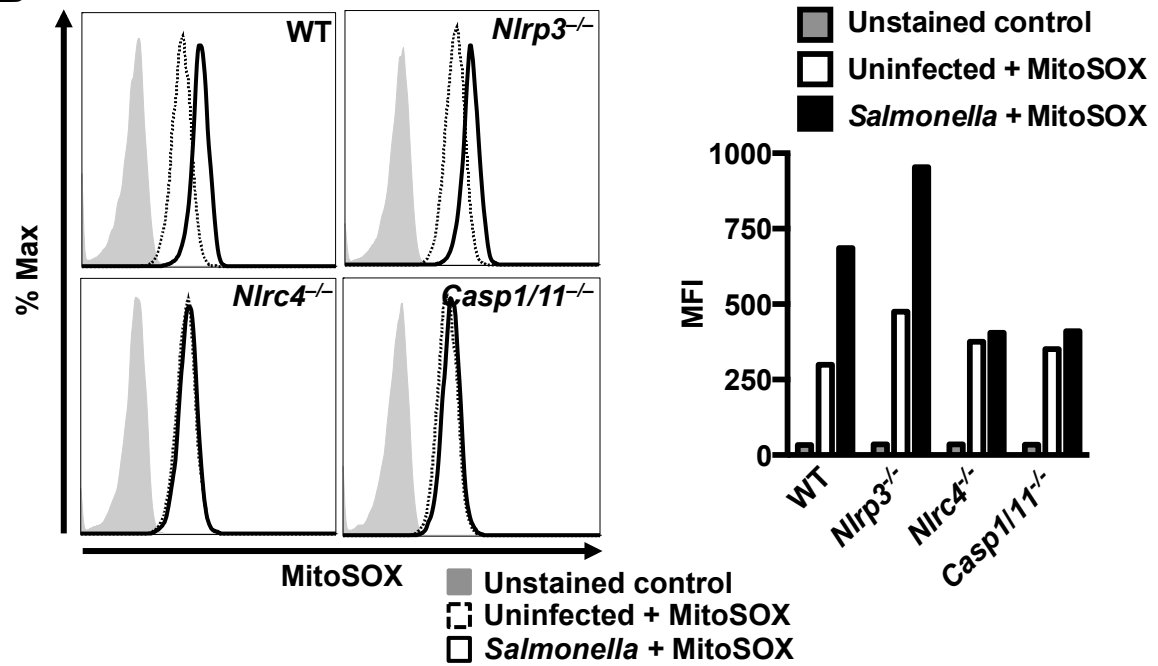 WT
Nlrp3–/–
Nlrc4–/–
Casp1/11–/–
% Max
MitoSOX
Unstained control
Uninfected + MitoSOX
Salmonella + MitoSOX
Unstained control
Uninfected + MitoSOX
Salmonella + MitoSOX
MFI
1000
750
500
250
0
WT
Nlrp3-/-
Nlrc4-/-
Casp1/11-/-